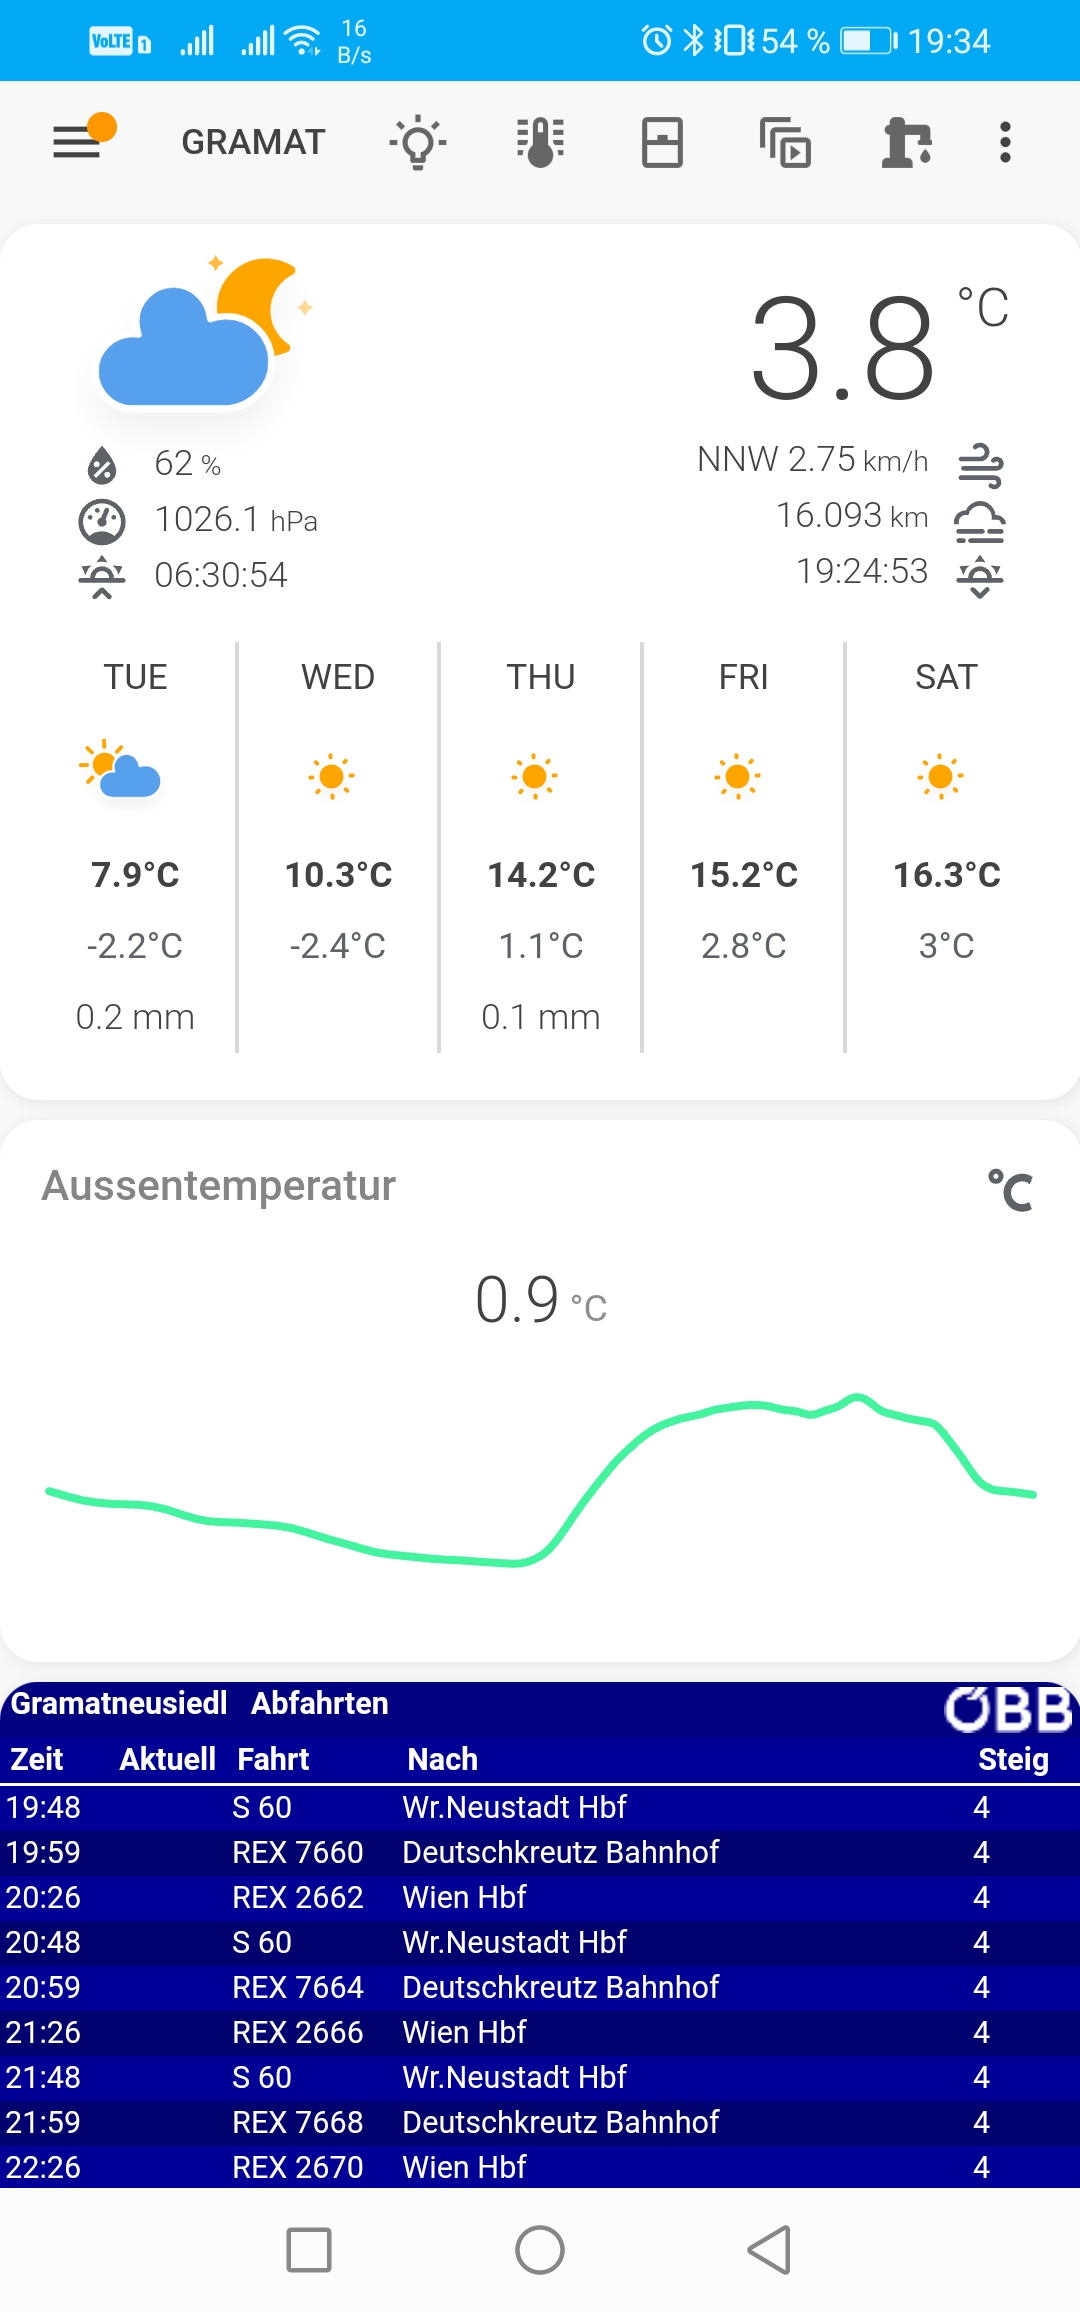 VoLTE 1 16 B/s 54 % 19:34
GRAMAT
3.8 °C
62 % NNW 2.75 km/h
1026.1 hPa 16.093 km
06:30:54 19:24:53
TUE WED THU FRI SAT
7.9°C 10.3°C 14.2°C 15.2°C 16.3°C
-2.2°C -2.4°C 1.1°C 2.8°C 3°C
0.2 mm 0.1 mm
Aussentemperatur °C
0.9 °C
Gramatneusiedl Abfahrten ÖBB
Zeit Aktuell Fahrt Nach Steig
19:48 S 60 Wr.Neustadt Hbf 4
19:59 REX 7660 Deutschkreutz Bahnhof 4
20:26 REX 2662 Wien Hbf 4
20:48 S 60 Wr.Neustadt Hbf 4
20:59 REX 7664 Deutschkreutz Bahnhof 4
21:26 REX 2666 Wien Hbf 4
21:48 S 60 Wr.Neustadt Hbf 4
21:59 REX 7668 Deutschkreutz Bahnhof 4
22:26 REX 2670 Wien Hbf 4